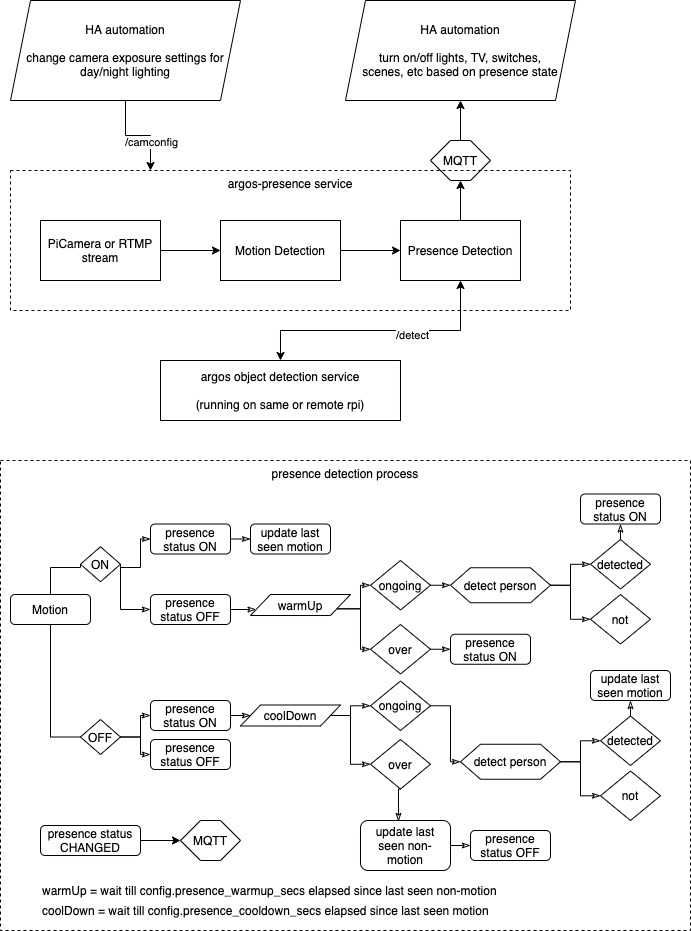 HA automation
change camera exposure settings for
day/night lighting
HA automation
turn on/off lights, TV, switches,
scenes, etc based on presence state
/camconfig
MQTT
argos-presence service
PiCamera or RTMP
stream
Motion Detection
Presence Detection
/detect
argos object detection service
(running on same or remote rpi)
presence detection process
presence
status ON
presence
status ON
update last
seen motion
ON
detected
ongoing
detect person
Motion
presence
status OFF
warmUp
not
over
presence
status ON
update last
seen motion
presence
status ON
coolDown
ongoing
OFF
detected
presence
status OFF
over
detect person
not
presence status
CHANGED
MQTT
update last
seen non-
motion
presence
status OFF
warmUp = wait till config.presence_warmup_secs elapsed since last seen non-motion
coolDown = wait till config.presence_cooldown_secs elapsed since last seen motion